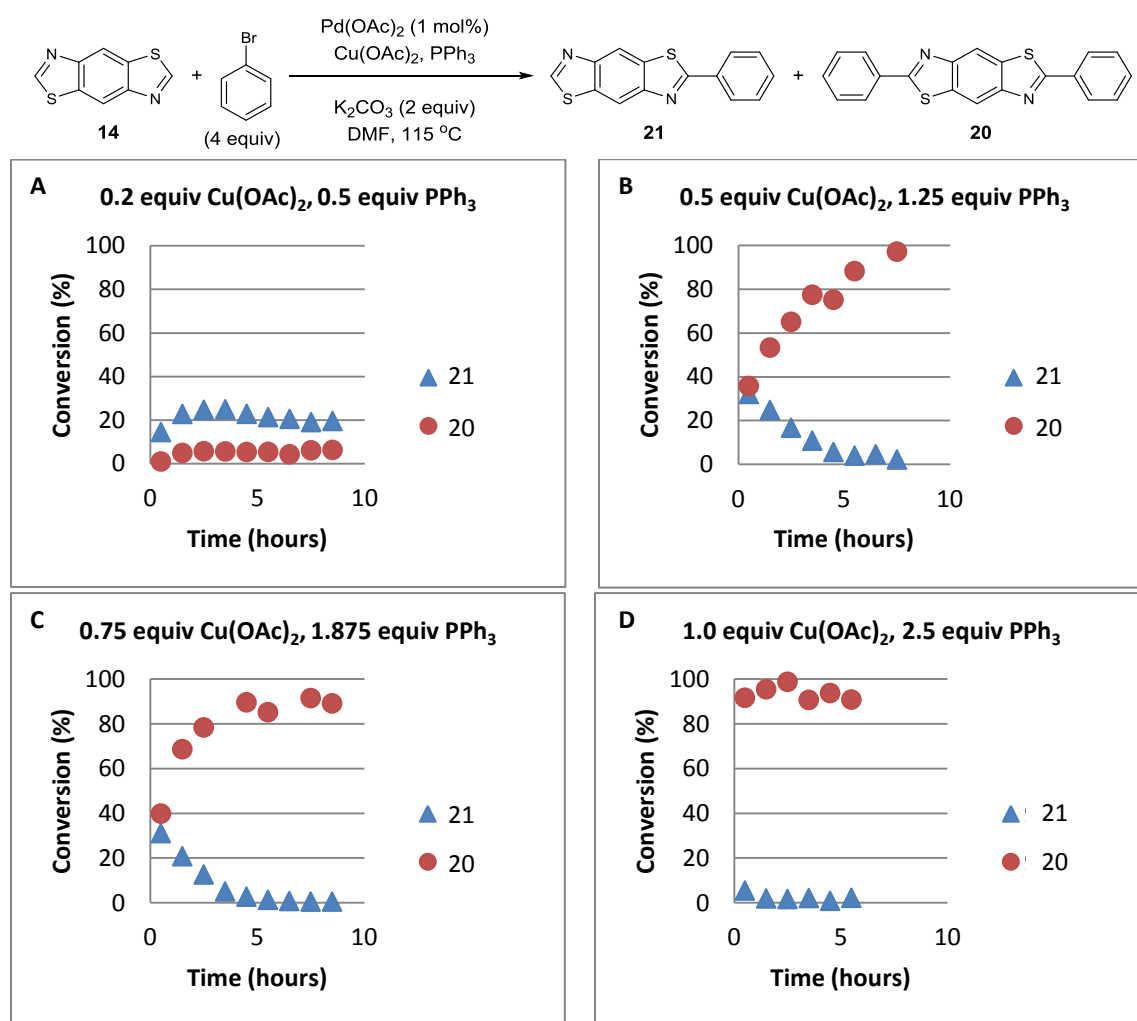 Br
Pd(OAc)₂ (1 mol%)
Cu(OAc)₂, PPh₃
N S S N
+
S N
K₂CO₃ (2 equiv)
DMF, 115 °C
(4 equiv)
14
N S
S N
21
+
N S
S N
20
A
0.2 equiv Cu(OAc)₂, 0.5 equiv PPh₃
Conversion (%)
100
80
60
40
20
0
0 5 10
Time (hours)
21
20
B
0.5 equiv Cu(OAc)₂, 1.25 equiv PPh₃
Conversion (%)
100
80
60
40
20
0
0 5 10
Time (hours)
21
20
C
0.75 equiv Cu(OAc)₂, 1.875 equiv PPh₃
Conversion (%)
100
80
60
40
20
0
0 5 10
Time (hours)
21
20
D
1.0 equiv Cu(OAc)₂, 2.5 equiv PPh₃
Conversion (%)
100
80
60
40
20
0
0 5 10
Time (hours)
21
20